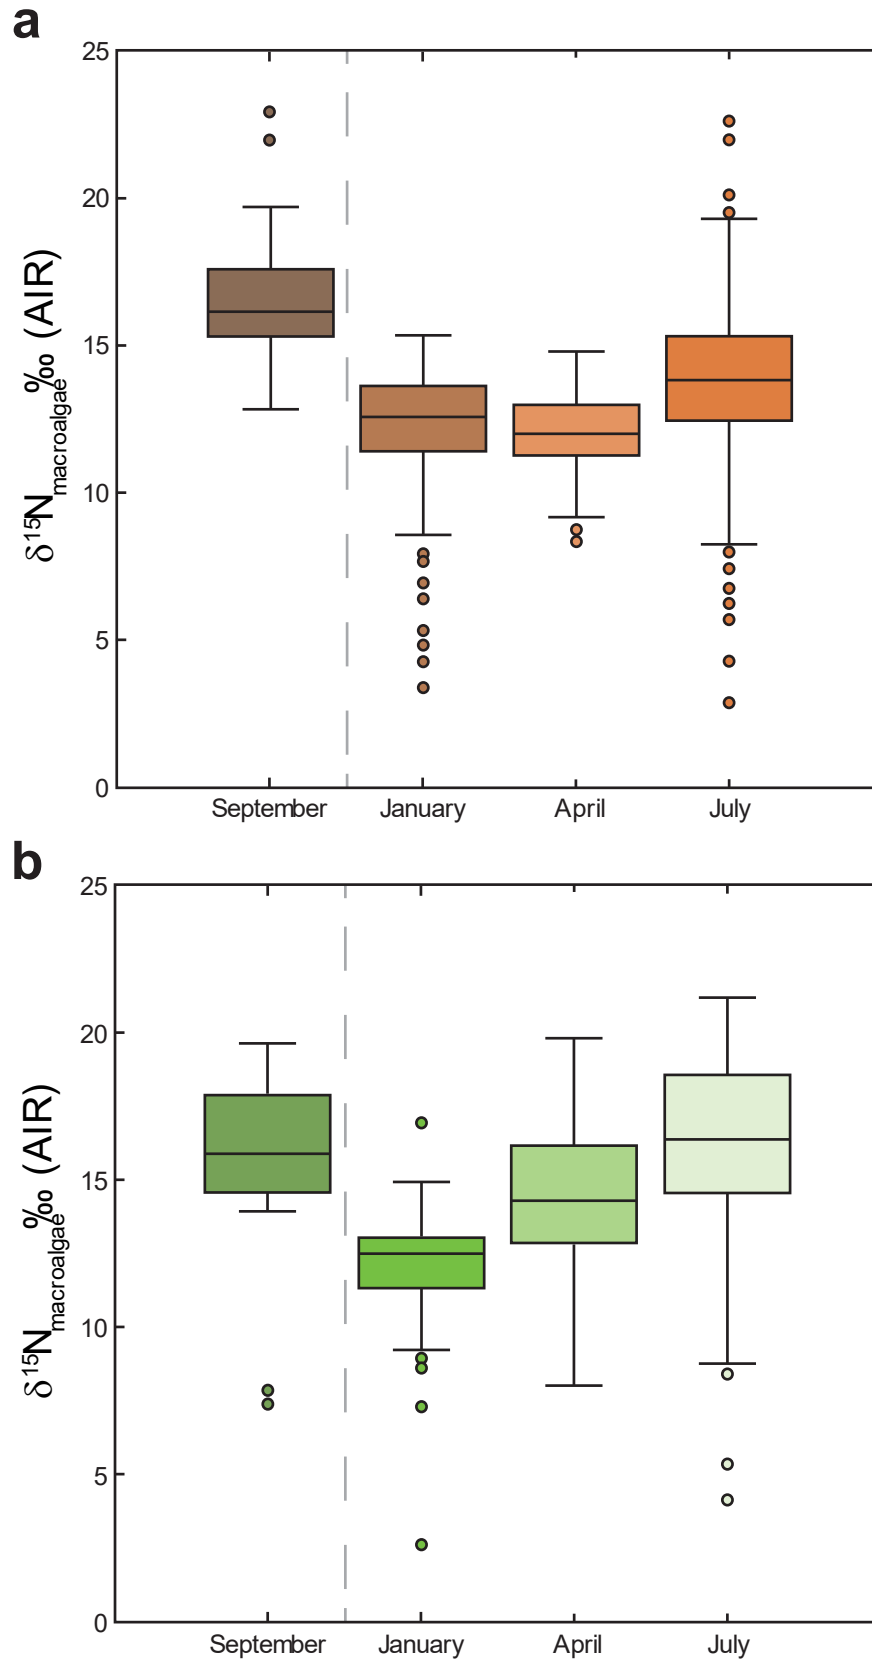 a
25
20
15
10
5
0
δ15Nmacroalgae‰ (AIR)
September January April July
b
25
20
15
10
5
0
δ15Nmacroalgae‰ (AIR)
September January April July